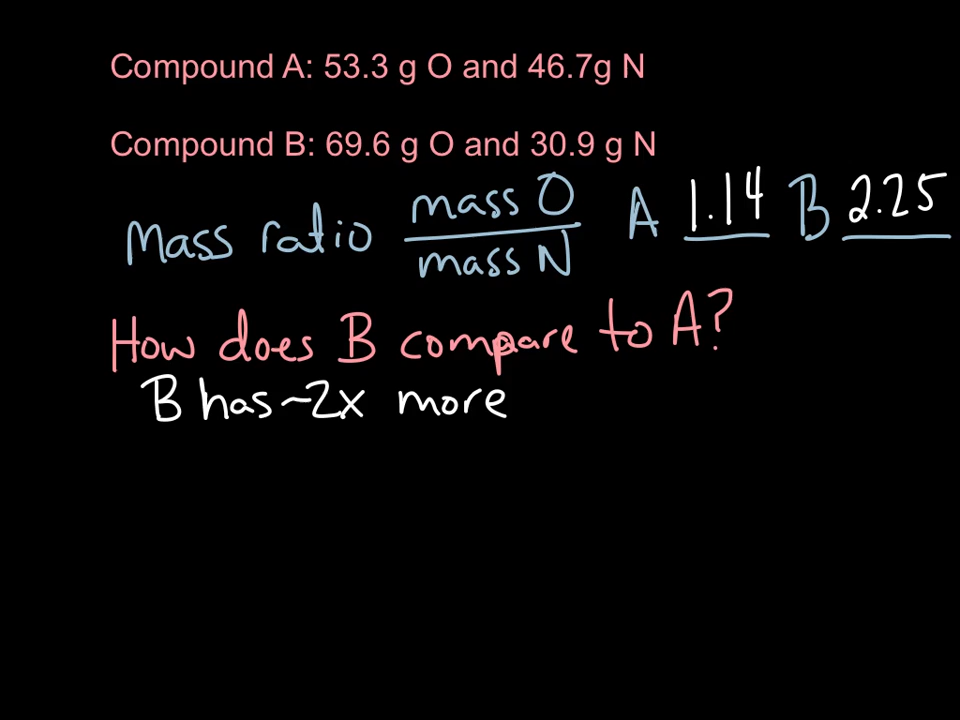 Compound A: 53.3 g O and 46.7g N
Compound B: 69.6 g O and 30.9 g N
Mass ratio mass O / mass N A 1.14 B 2.25
How does B compare to A?
B has ~2x more